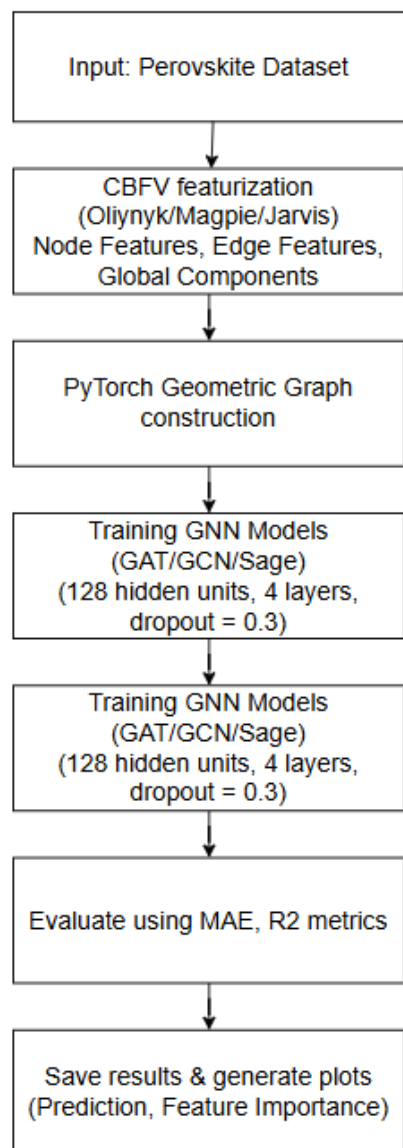 Input: Perovskite Dataset
CBFV featurization
(Oliynyk/Magpie/Jarvis)
Node Features, Edge Features,
Global Components
PyTorch Geometric Graph
construction
Training GNN Models
(GAT/GCN/Sage)
(128 hidden units, 4 layers,
dropout = 0.3)
Training GNN Models
(GAT/GCN/Sage)
(128 hidden units, 4 layers,
dropout = 0.3)
Evaluate using MAE, R2 metrics
Save results & generate plots
(Prediction, Feature Importance)